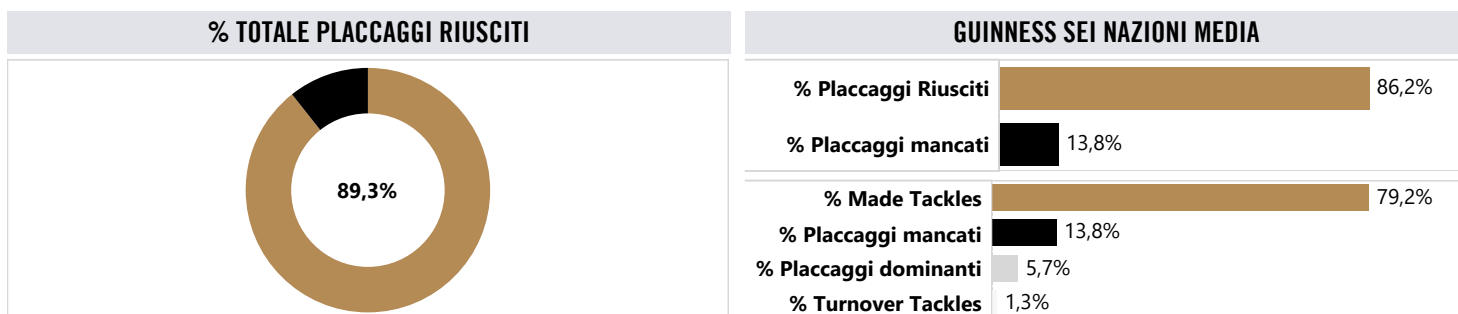 % TOTALE PLACCAGGI RIUSCITI
89,3%
GUINNESS SEI NAZIONI MEDIA
% Placcaggi Riusciti 86,2%
% Placcaggi mancati 13,8%
% Made Tackles 79,2%
% Placcaggi mancati 13,8%
% Placcaggi dominanti 5,7%
% Turnover Tackles 1,3%